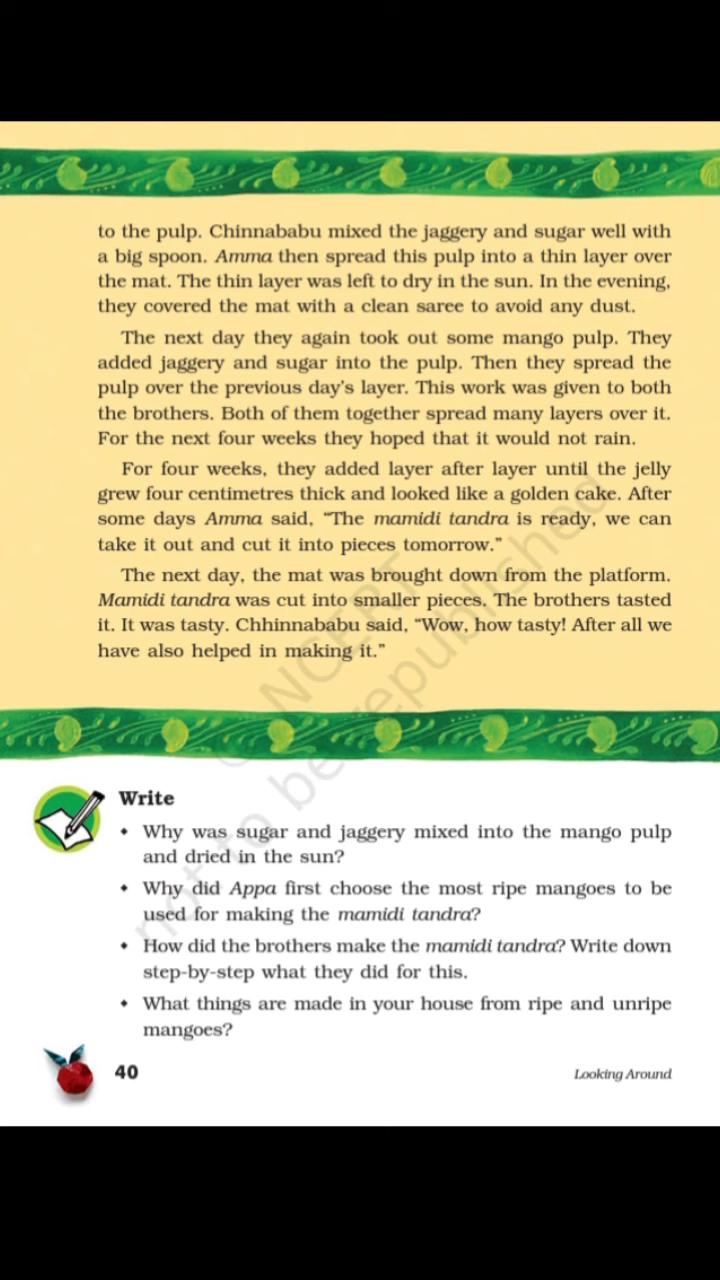 to the pulp. Chinnababu mixed the jaggery and sugar well with
a big spoon. Amma then spread this pulp into a thin layer over
the mat. The thin layer was left to dry in the sun. In the evening,
they covered the mat with a clean saree to avoid any dust.
The next day they again took out some mango pulp. They
added jaggery and sugar into the pulp. Then they spread the
pulp over the previous day's layer. This work was given to both
the brothers. Both of them together spread many layers over it.
For the next four weeks they hoped that it would not rain.
For four weeks, they added layer after layer until the jelly
grew four centimetres thick and looked like a golden cake. After
some days Amma said, “The mamidi tandra is ready, we can
take it out and cut it into pieces tomorrow.”
The next day, the mat was brought down from the platform.
Mamidi tandra was cut into smaller pieces. The brothers tasted
it. It was tasty. Chhinnababu said, “Wow, how tasty! After all we
have also helped in making it.”
© NCERT
not to be republished
Write
• Why was sugar and jaggery mixed into the mango pulp
and dried in the sun?
• Why did Appa first choose the most ripe mangoes to be
used for making the mamidi tandra?
• How did the brothers make the mamidi tandra? Write down
step-by-step what they did for this.
• What things are made in your house from ripe and unripe
mangoes?
40
Looking Around